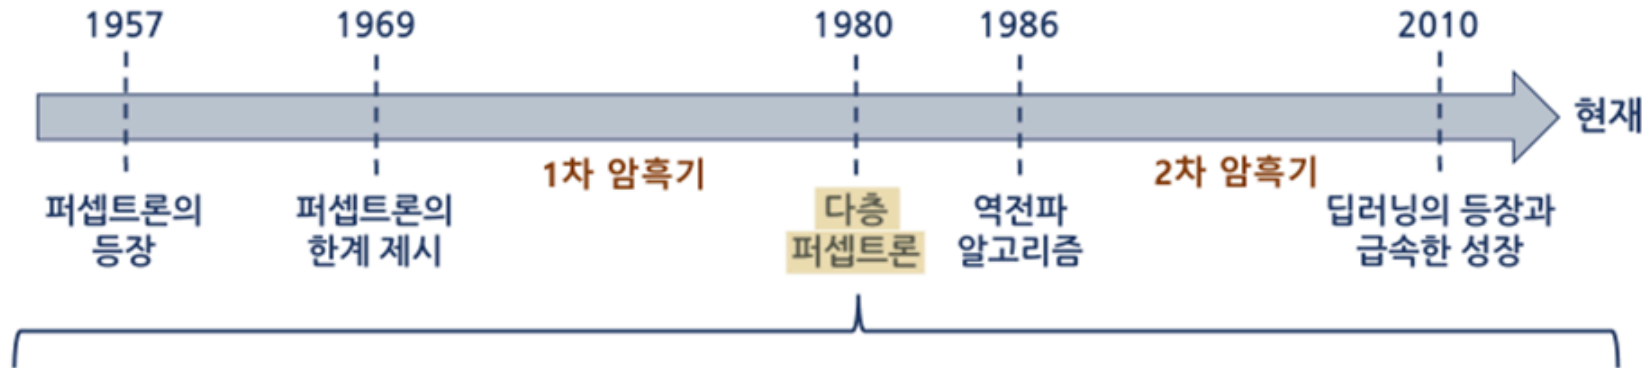 1957
1969
1980
1986
2010
현재
1차 암흑기
2차 암흑기
퍼셉트론의
등장
퍼셉트론의
한계 제시
다층
퍼셉트론
역전파
알고리즘
딥러닝의 등장과
급속한 성장